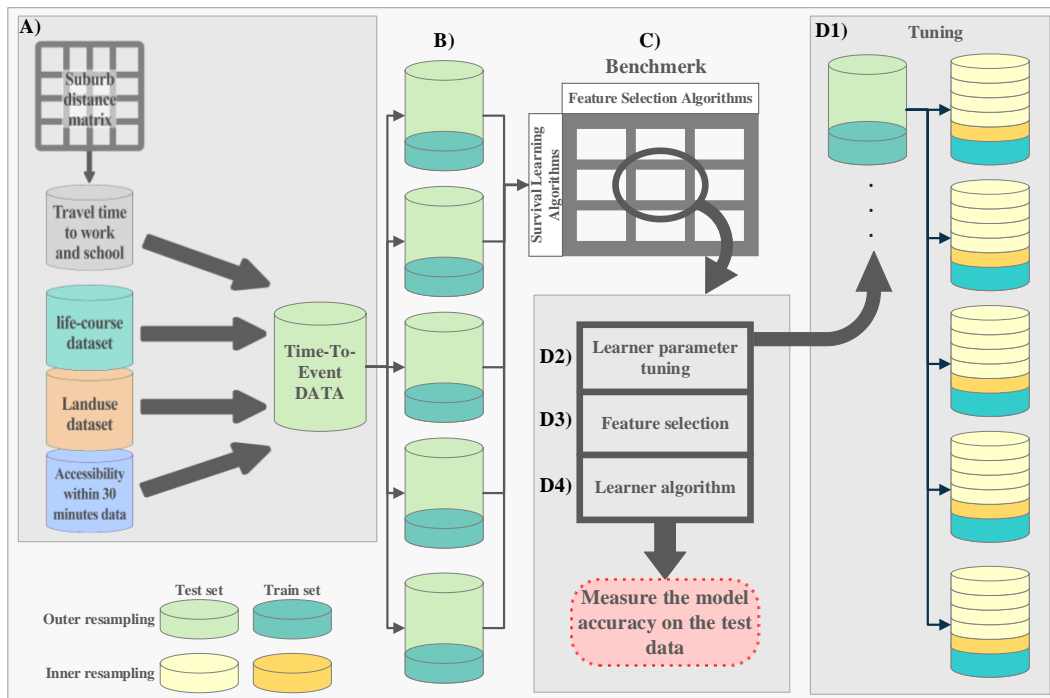 A)
Suburb
distance
matrix
Travel time
to work
and school
life-course
dataset
Landuse
dataset
Accessibility
within 30
minutes data
Time-To-
Event
DATA
B)
C)
Benchmerk
Feature Selection Algorithms
Survival Learning
Algorithms
D2)
Learner parameter
tuning
D3)
Feature selection
D4)
Learner algorithm
Measure the model
accuracy on the test
data
D1)
Tuning
Test set
Train set
Outer resampling
Inner resampling